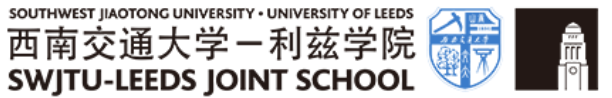 SOUTHWEST JIAOTONG UNIVERSITY • UNIVERSITY OF LEEDS
西南交通大学－利兹学院
SWJTU-LEEDS JOINT SCHOOL